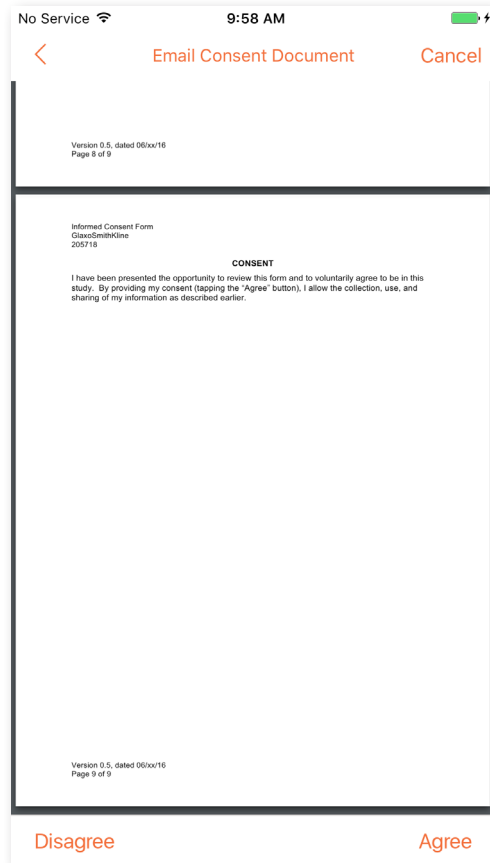 No Service 9:58 AM
Email Consent Document Cancel
Version 0.5, dated 06/xx/16
Page 8 of 9
Informed Consent Form
GlaxoSmithKline
205718
CONSENT
I have been presented the opportunity to review this form and to voluntarily agree to be in this
study. By providing my consent (tapping the “Agree” button), I allow the collection, use, and
sharing of my information as described earlier.
Version 0.5, dated 06/xx/16
Page 9 of 9
Disagree Agree